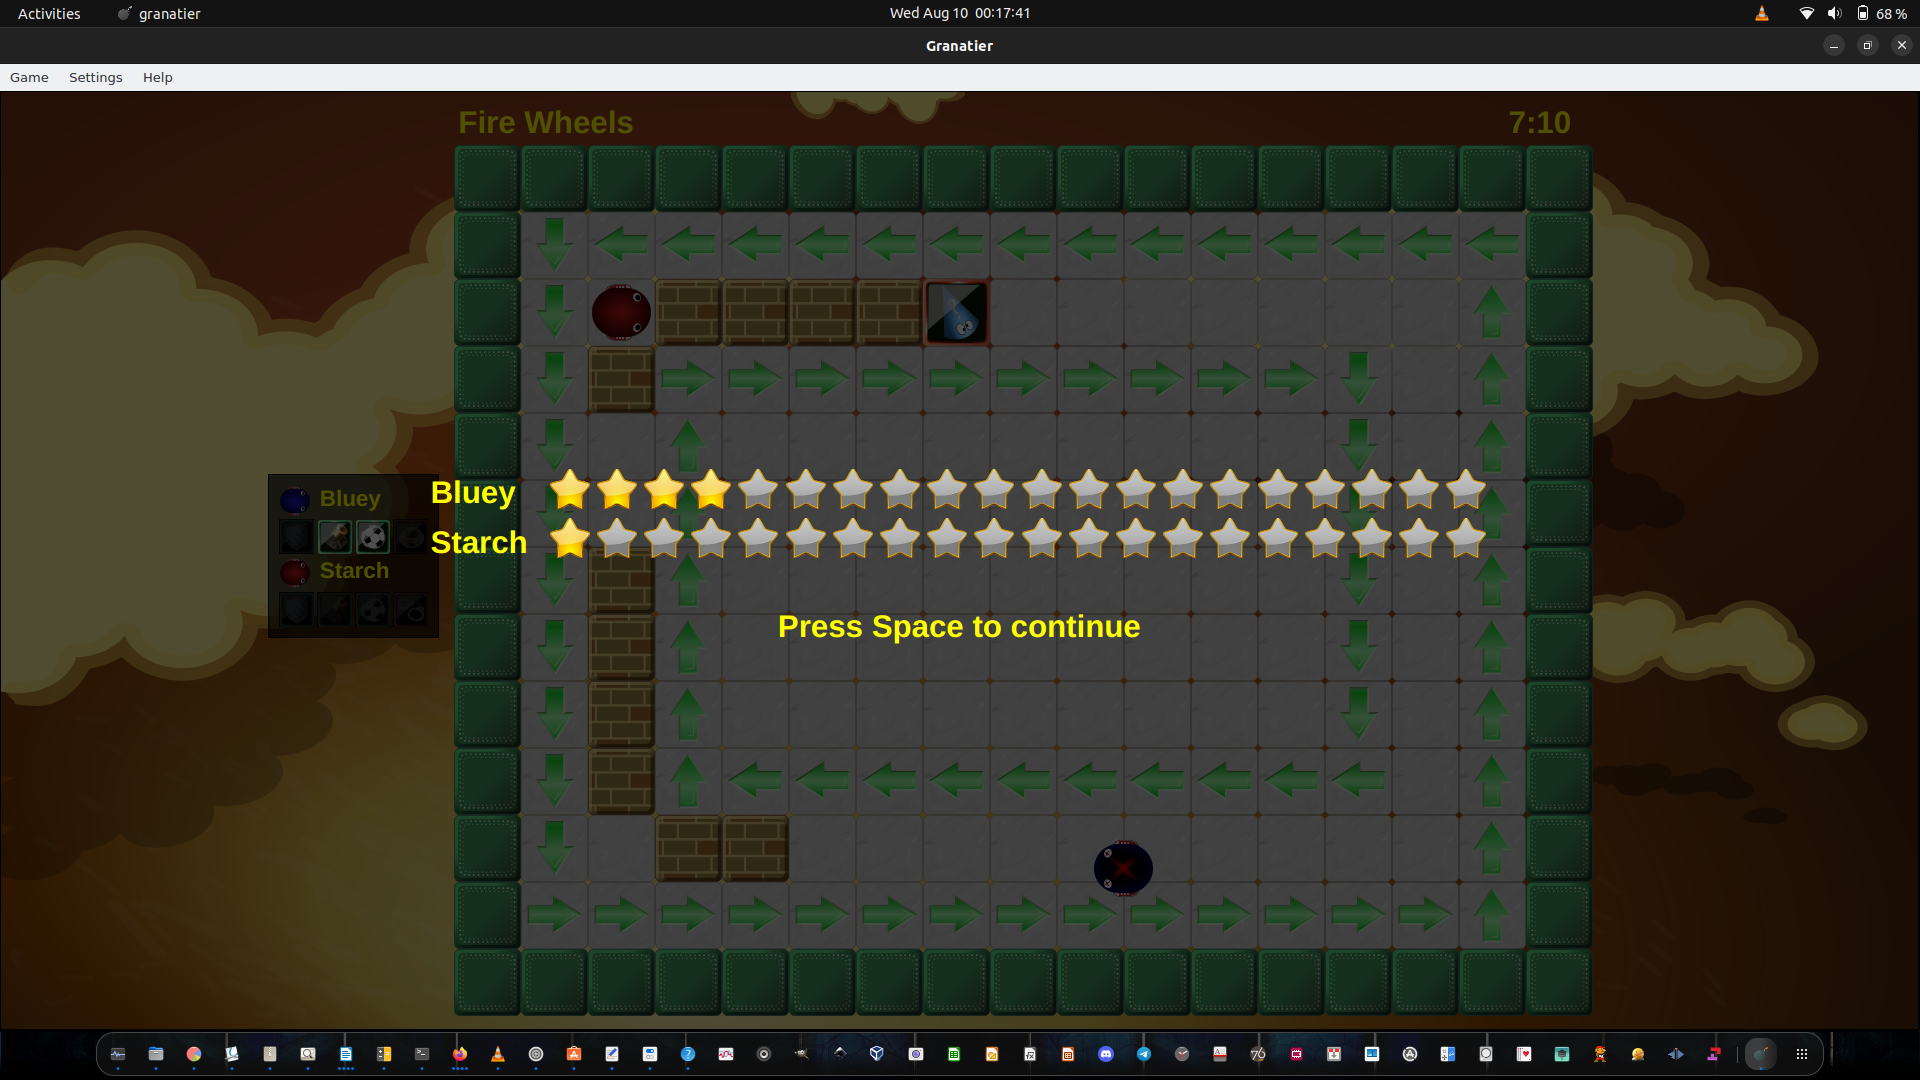 Activities granatier Wed Aug 10 00:17:41 68 %
Granatier
Game Settings Help
Fire Wheels 7:10
Bluey
Bluey
Starch
Starch
Press Space to continue
76